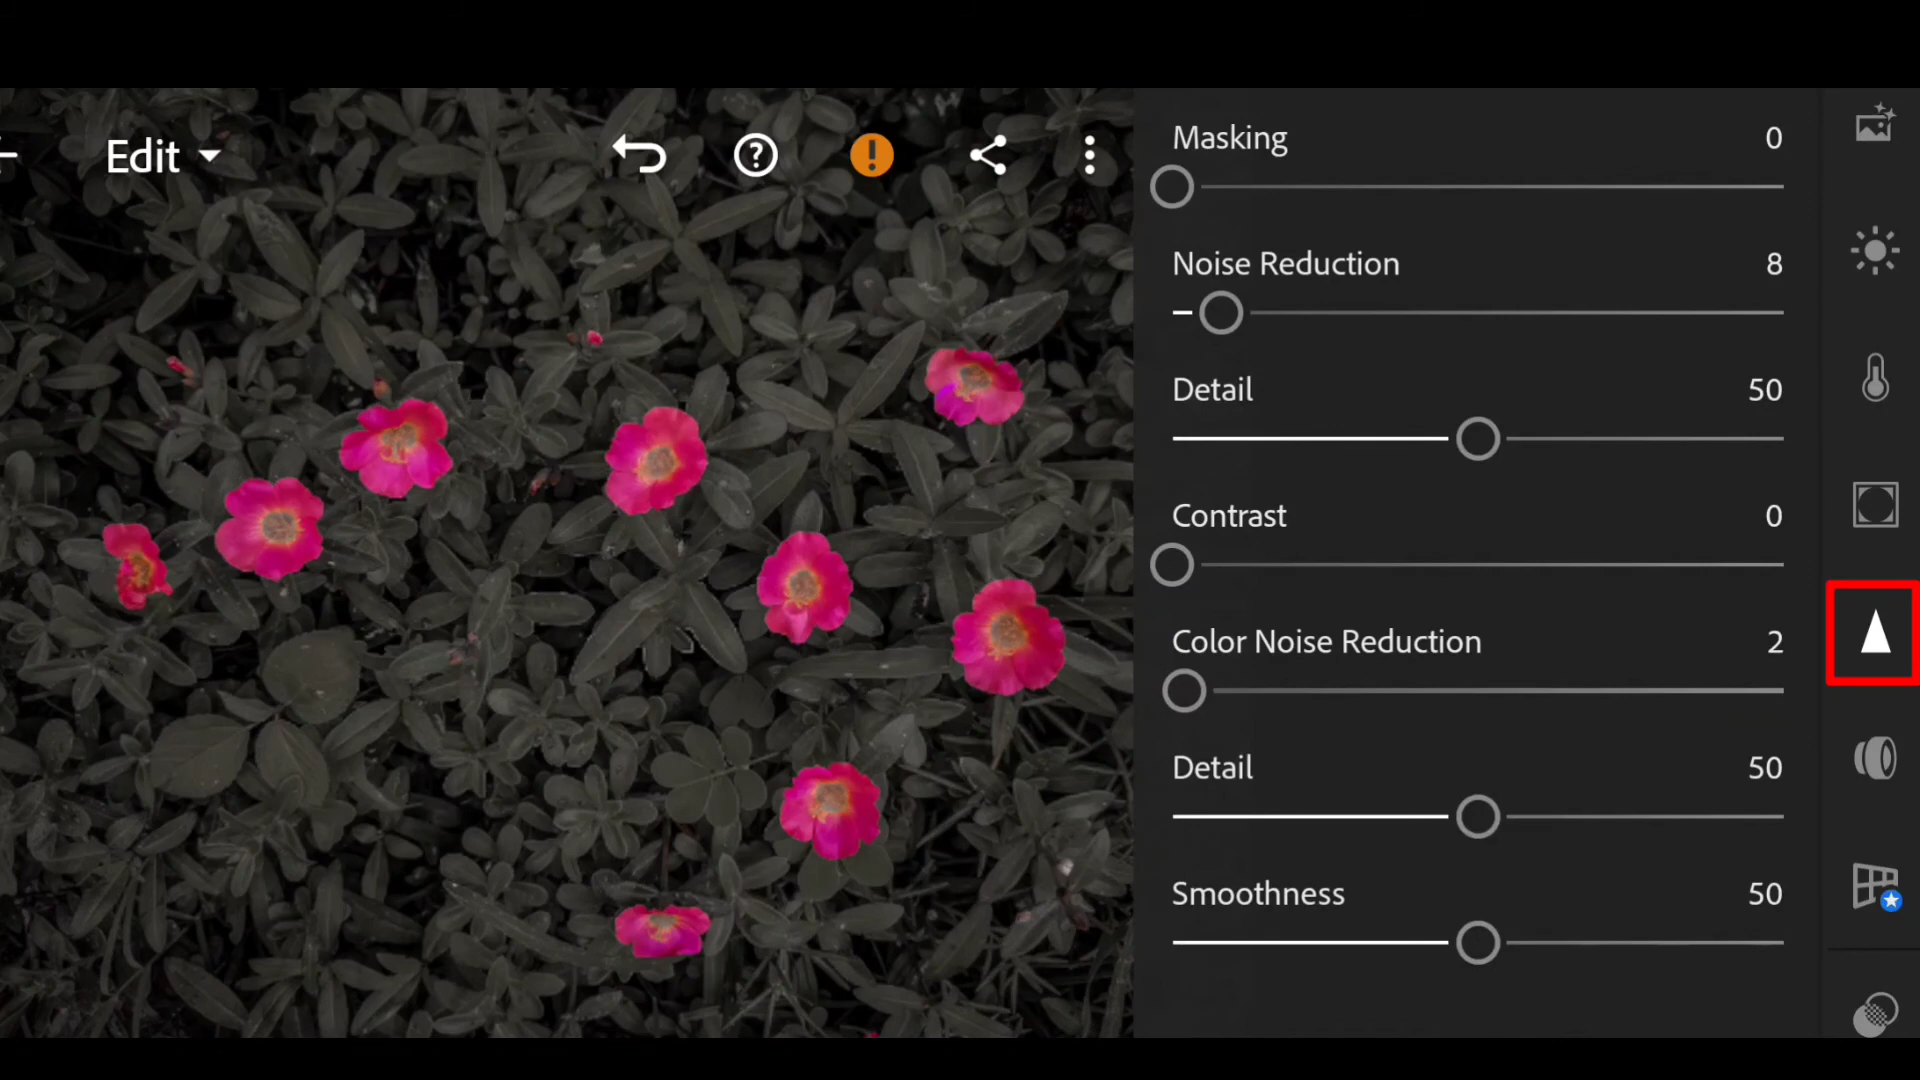 Edit
Masking 0
Noise Reduction 8
Detail 50
Contrast 0
Color Noise Reduction 2
Detail 50
Smoothness 50